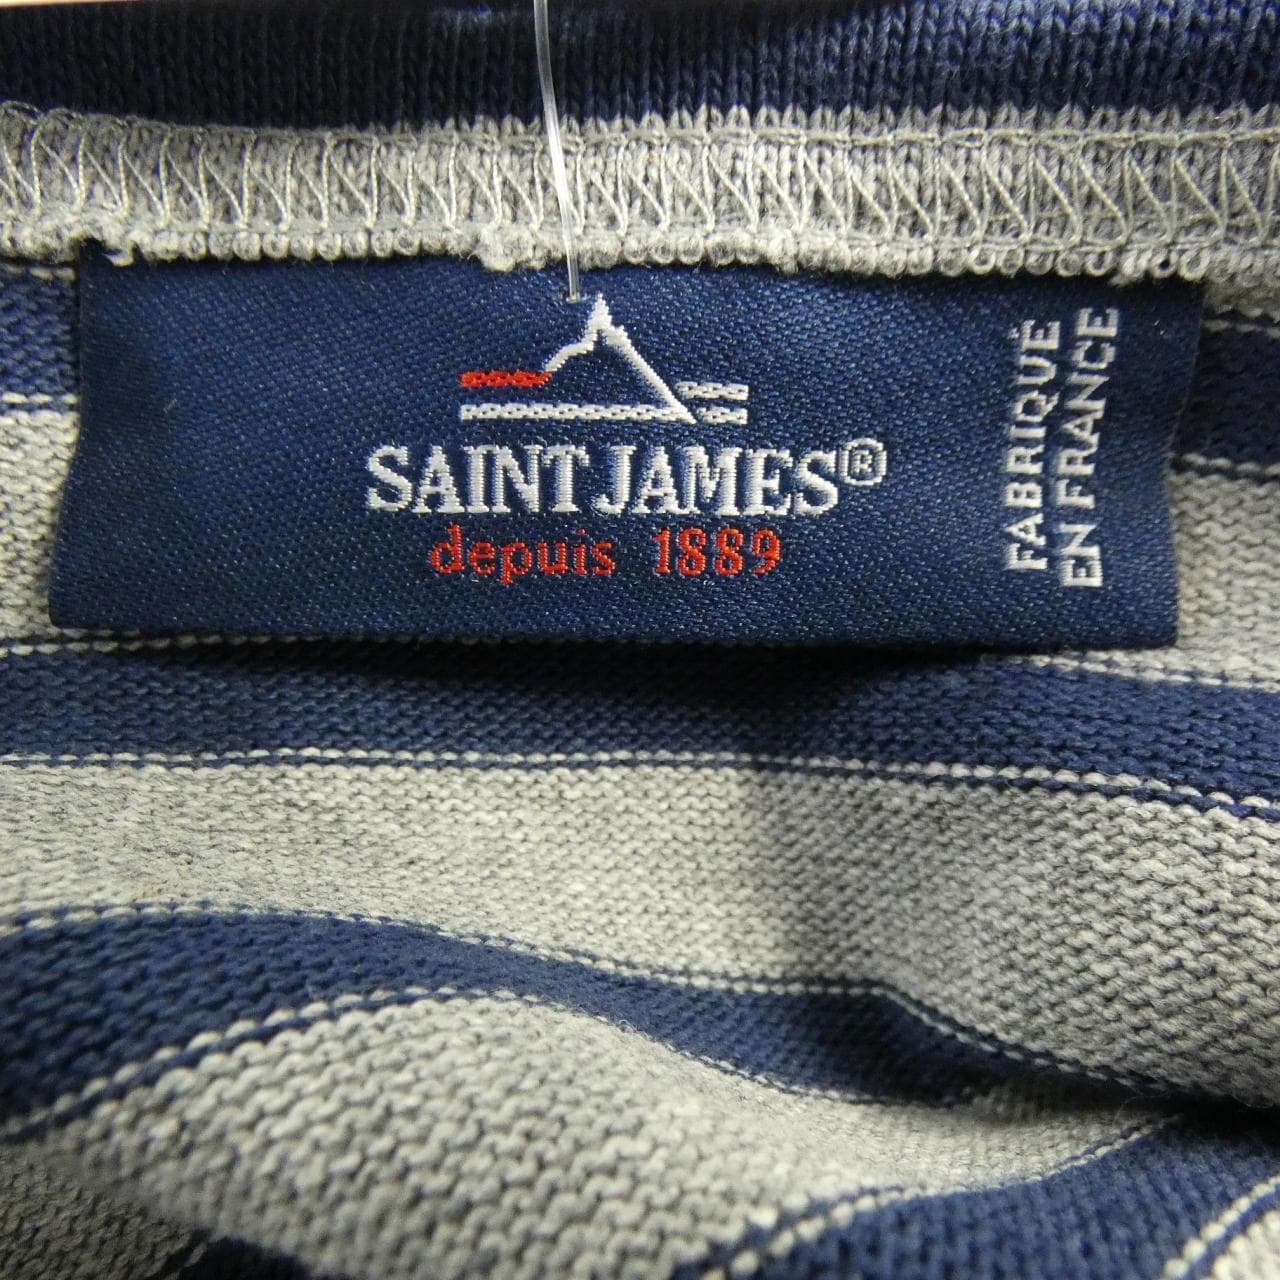 SAINT JAMES®
depuis 1889
FABRIQUÉ
EN FRANCE